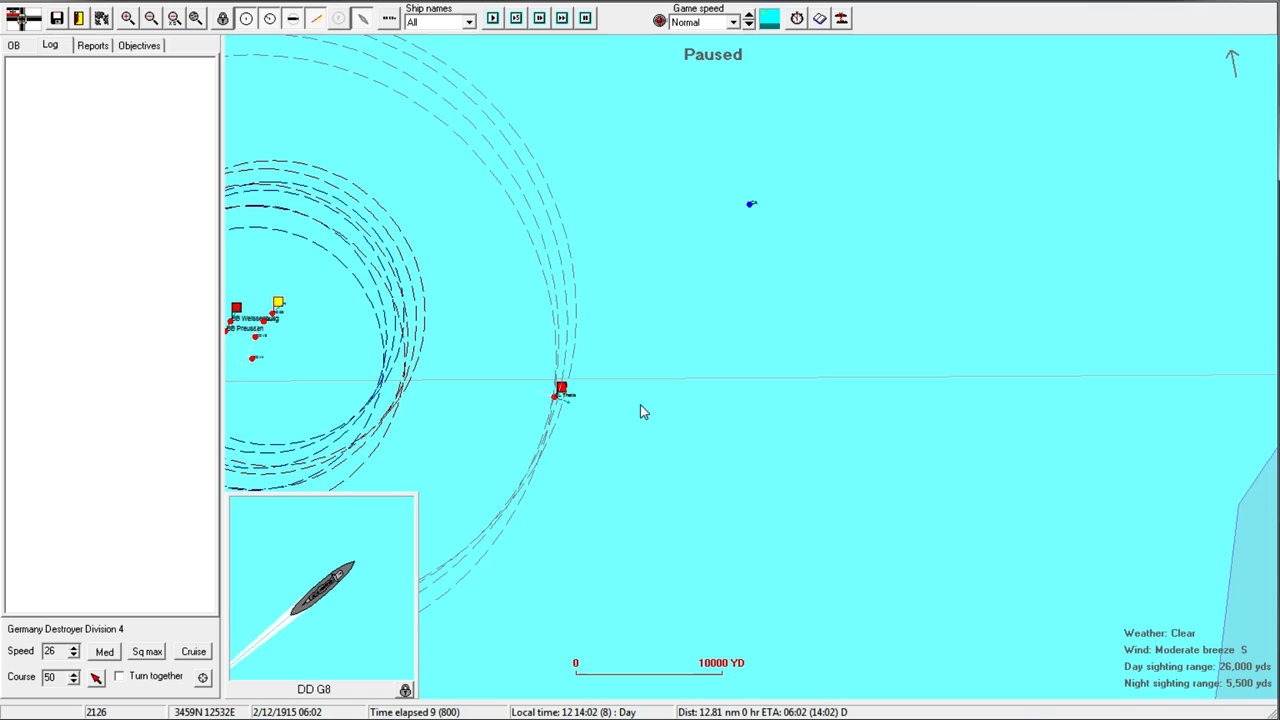 Ship names
All
Game speed
Normal
OB
Log
Reports
Objectives
Paused
BB Weissenburg
BB Preussen
Germany Destroyer Division 4
Speed
26
Med
Sq max
Cruise
Course
50
Turn together
DD G8
0
10000 YD
Weather: Clear
Wind: Moderate breeze S
Day sighting range: 26,000 yds
Night sighting range: 5,500 yds
2126
3459N 12532E
2/12/1915 06:02
Time elapsed 9 (800)
Local time: 12 14:02 (8) : Day
Dist: 12.81 nm 0 hr ETA: 06:02 (14:02) D